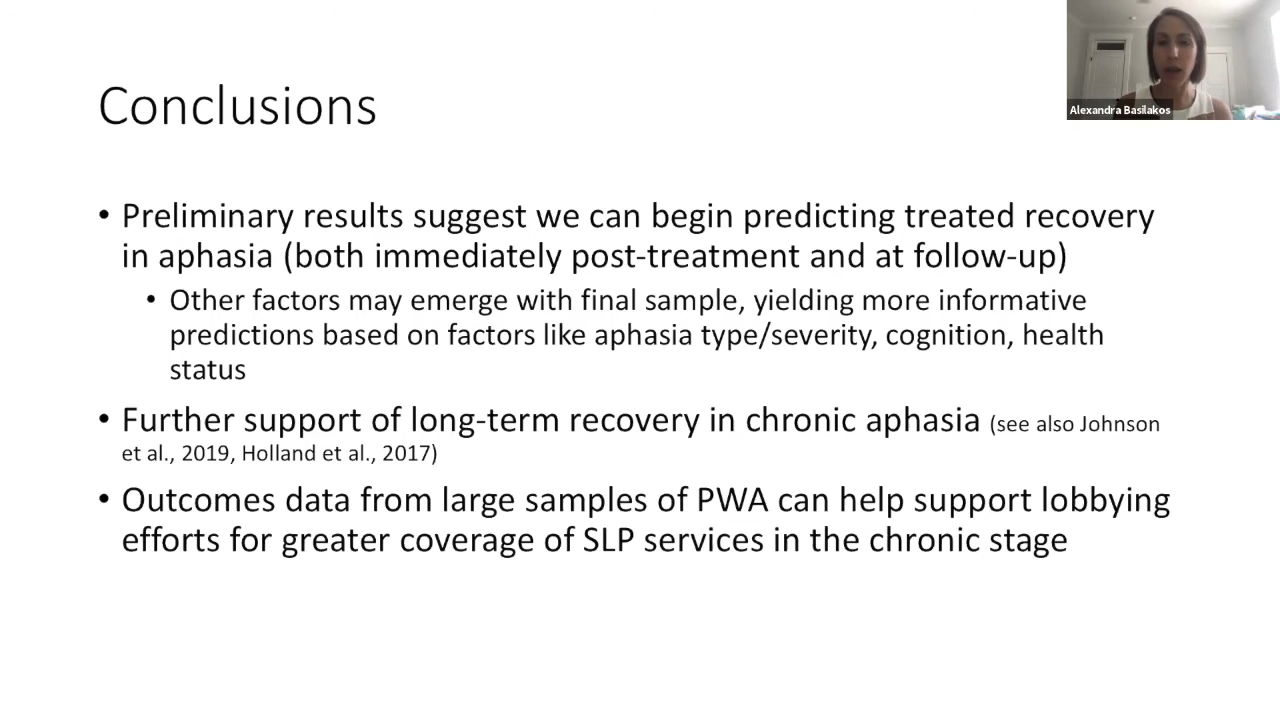 Conclusions
Alexandra Basilakos
• Preliminary results suggest we can begin predicting treated recovery
in aphasia (both immediately post-treatment and at follow-up)
• Other factors may emerge with final sample, yielding more informative
predictions based on factors like aphasia type/severity, cognition, health
status
• Further support of long-term recovery in chronic aphasia (see also Johnson
et al., 2019, Holland et al., 2017)
• Outcomes data from large samples of PWA can help support lobbying
efforts for greater coverage of SLP services in the chronic stage